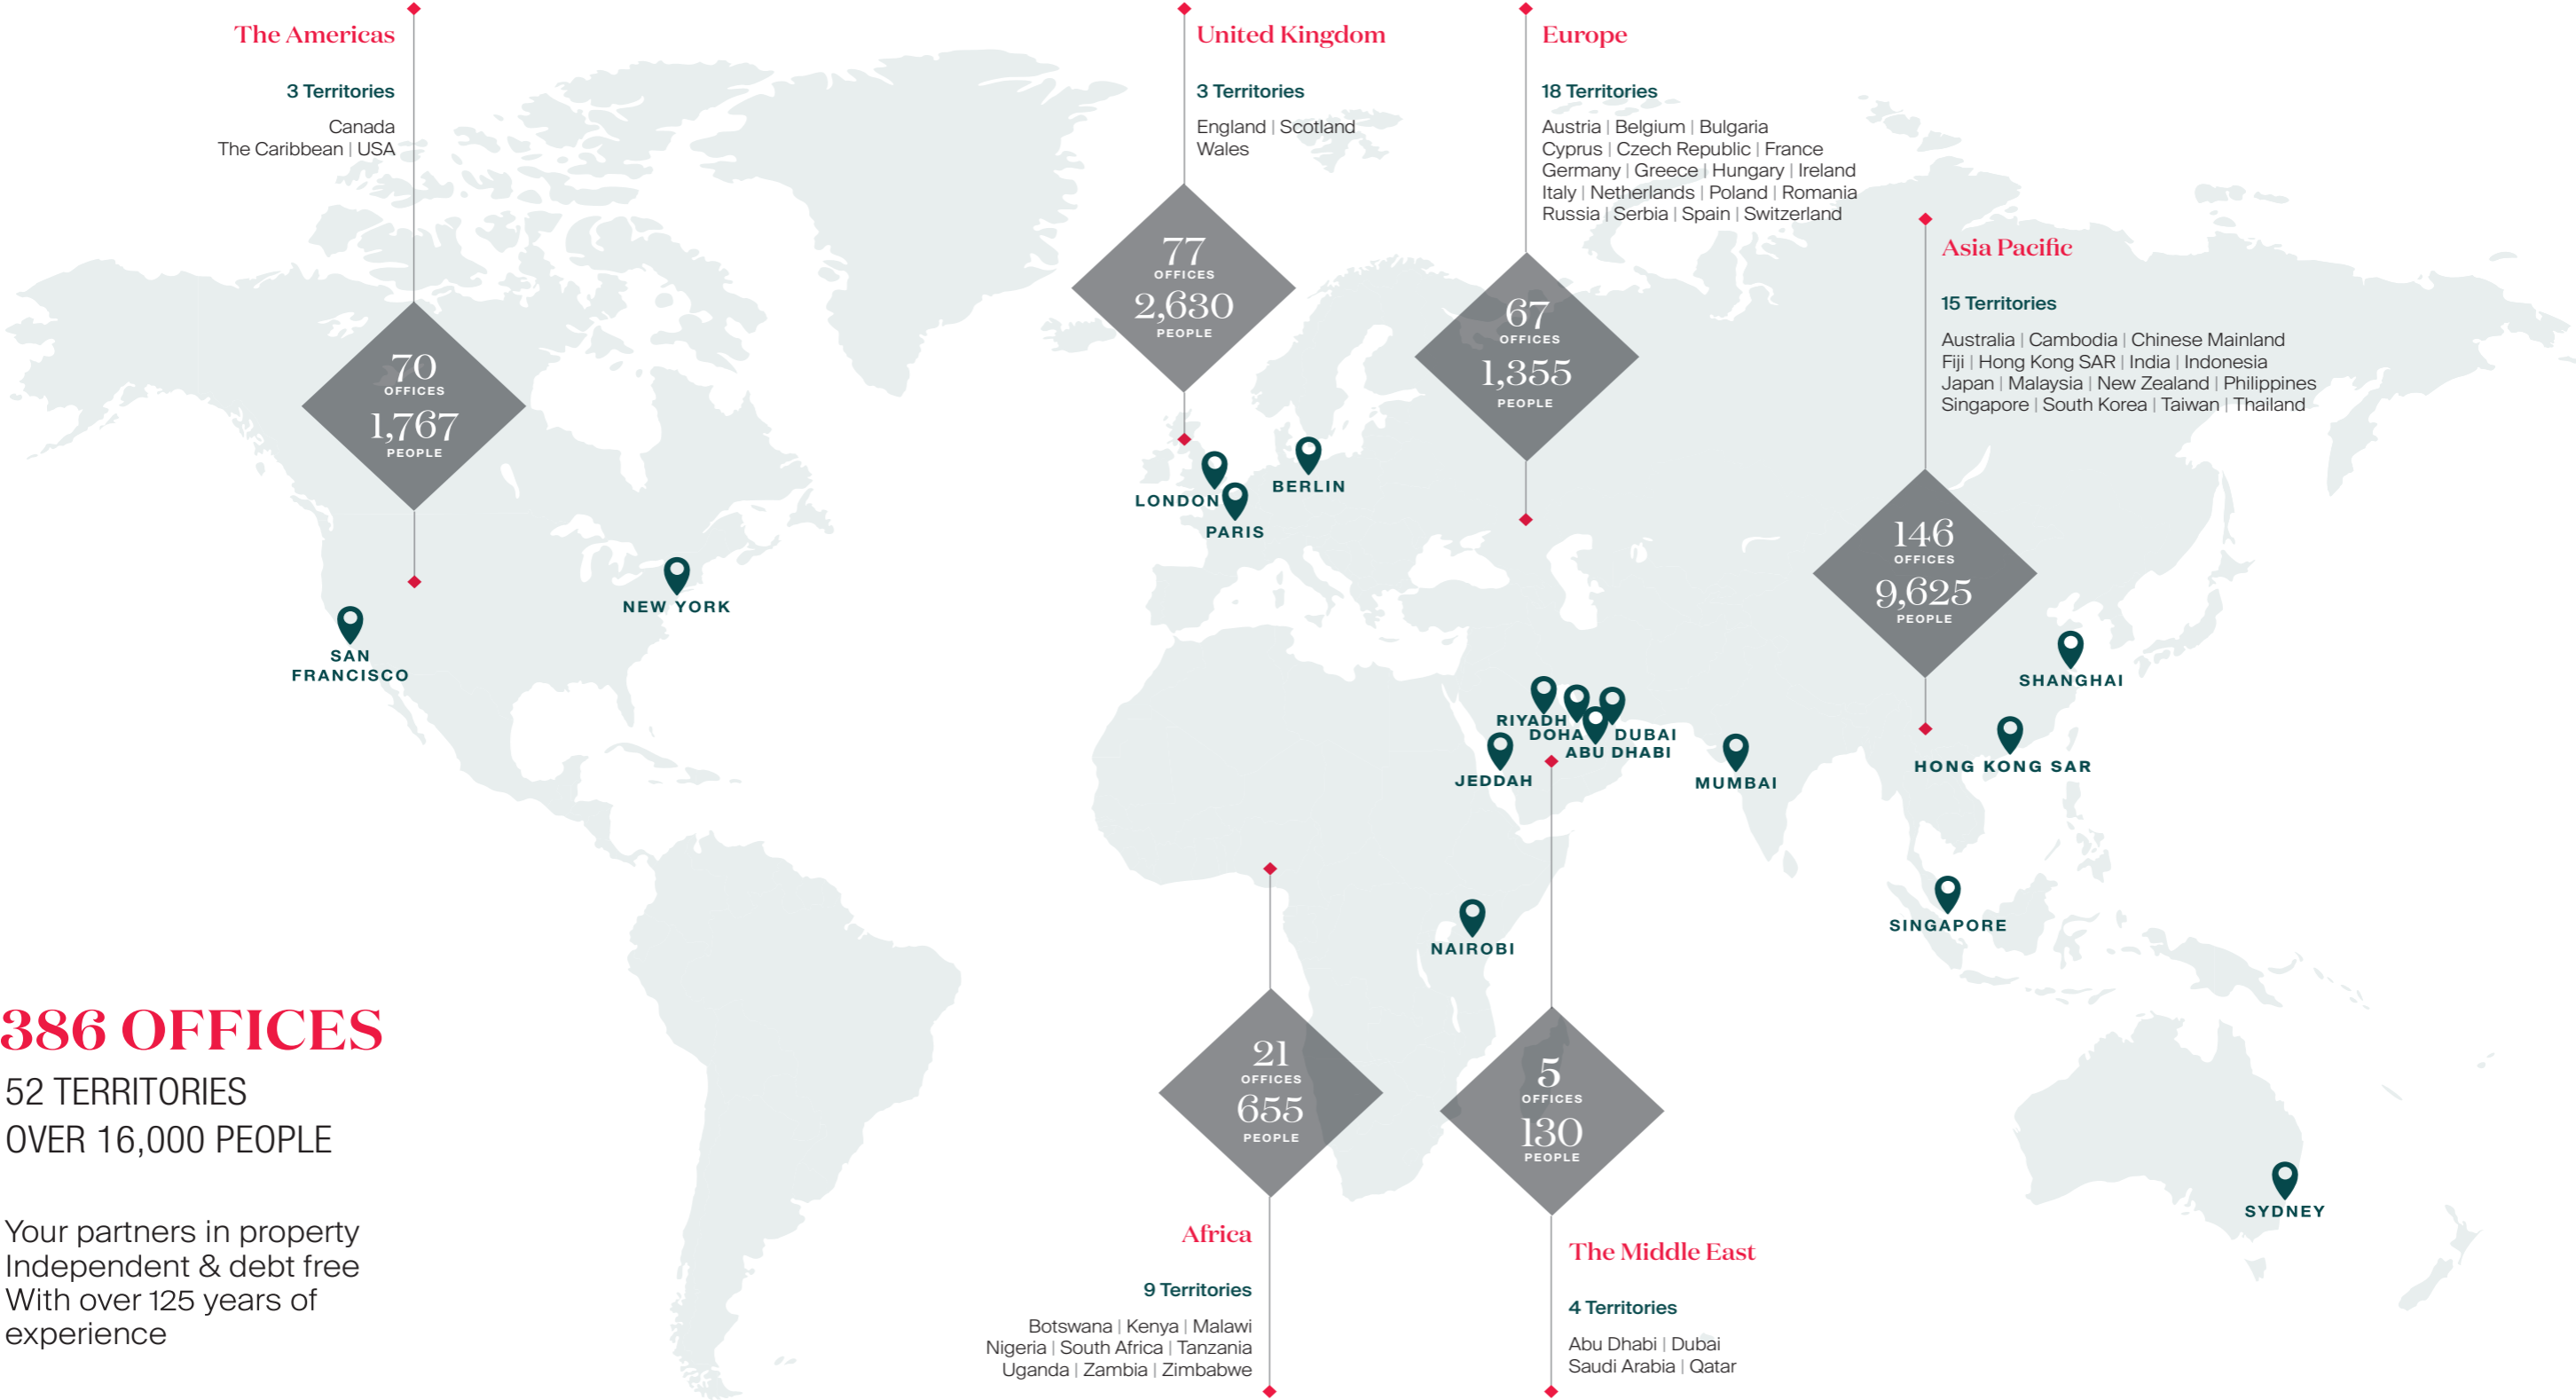 The Americas
3 Territories
Canada
The Caribbean | USA
70
OFFICES
1,767
PEOPLE
United Kingdom
3 Territories
England | Scotland
Wales
77
OFFICES
2,630
PEOPLE
Europe
18 Territories
Austria | Belgium | Bulgaria
Cyprus | Czech Republic | France
Germany | Greece | Hungary | Ireland
Italy | Netherlands | Poland | Romania
Russia | Serbia | Spain | Switzerland
67
OFFICES
1,355
PEOPLE
Asia Pacific
15 Territories
Australia | Cambodia | Chinese Mainland
Fiji | Hong Kong SAR | India | Indonesia
Japan | Malaysia | New Zealand | Philippines
Singapore | South Korea | Taiwan | Thailand
146
OFFICES
9,625
PEOPLE
LONDON
BERLIN
PARIS
NEW YORK
SAN
FRANCISCO
SHANGHAI
RIYADH
DOHA
DUBAI
ABU DHABI
JEDDAH
MUMBAI
HONG KONG SAR
SINGAPORE
NAIROBI
SYDNEY
386 OFFICES
52 TERRITORIES
OVER 16,000 PEOPLE
Your partners in property
Independent & debt free
With over 125 years of
experience
21
OFFICES
655
PEOPLE
Africa
9 Territories
Botswana | Kenya | Malawi
Nigeria | South Africa | Tanzania
Uganda | Zambia | Zimbabwe
5
OFFICES
130
PEOPLE
The Middle East
4 Territories
Abu Dhabi | Dubai
Saudi Arabia | Qatar